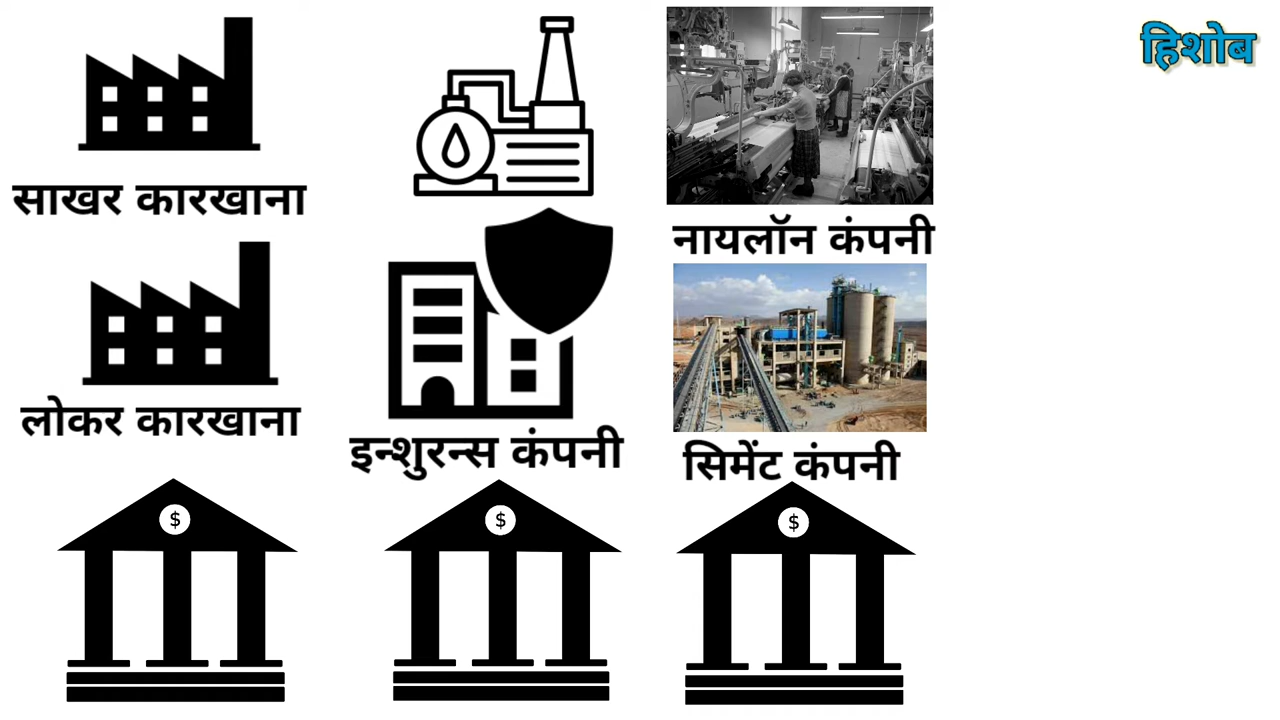 हिशोब
साखर कारखाना
नायलॉन कंपनी
लोकर कारखाना
इन्शुरन्स कंपनी
सिमेंट कंपनी
$
$
$